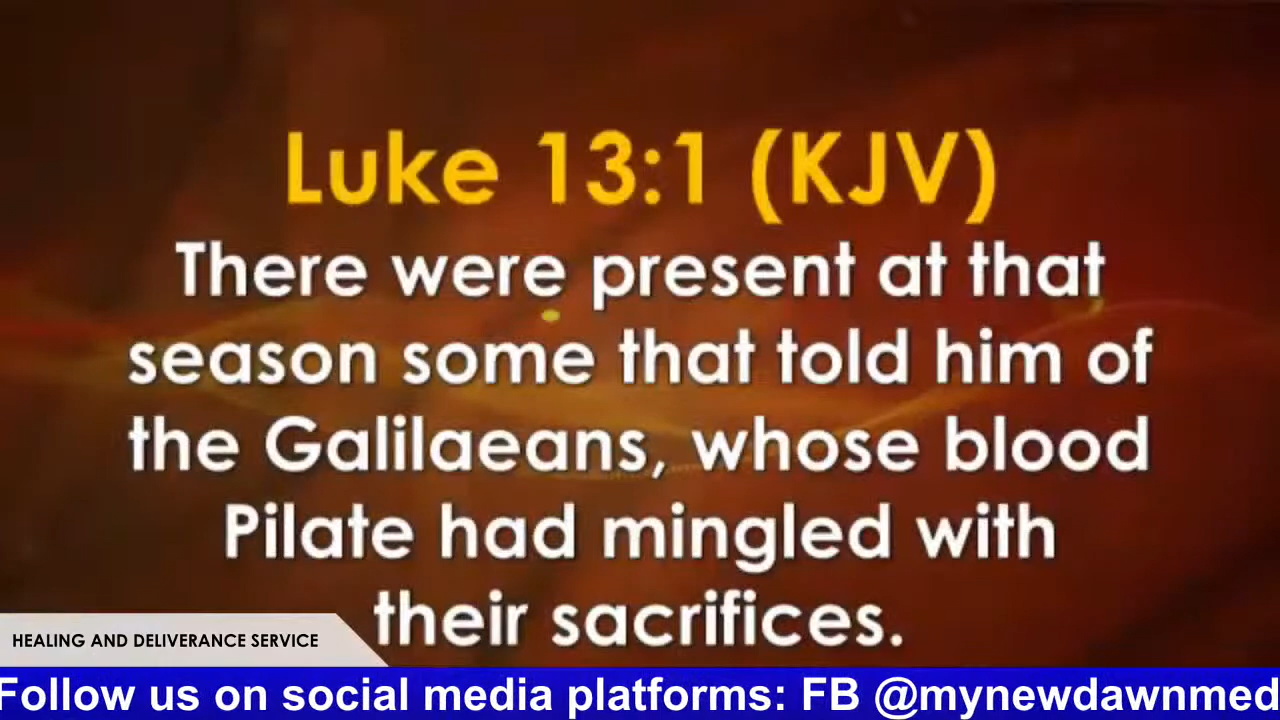 Luke 13:1 (KJV)
There were present at that
season some that told him of
the Galilaeans, whose blood
Pilate had mingled with
their sacrifices.
HEALING AND DELIVERANCE SERVICE
Follow us on social media platforms: FB @mynewdawnmed